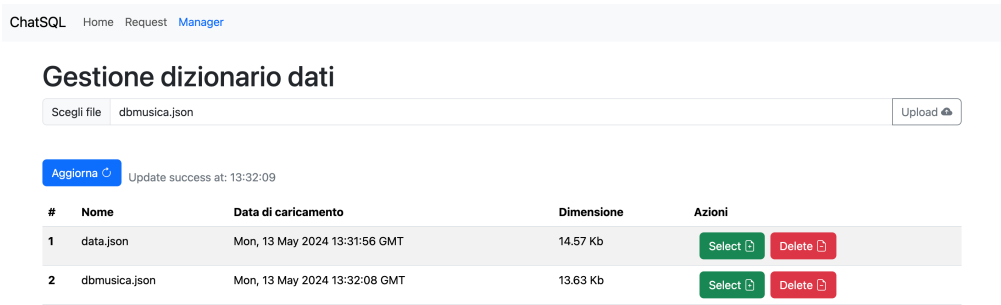 ChatSQL Home Request Manager
Gestione dizionario dati
Scegli file dbmusica.json Upload
Aggiorna Update success at: 13:32:09
# Nome Data di caricamento Dimensione Azioni
1 data.json Mon, 13 May 2024 13:31:56 GMT 14.57 Kb Select Delete
2 dbmusica.json Mon, 13 May 2024 13:32:08 GMT 13.63 Kb Select Delete